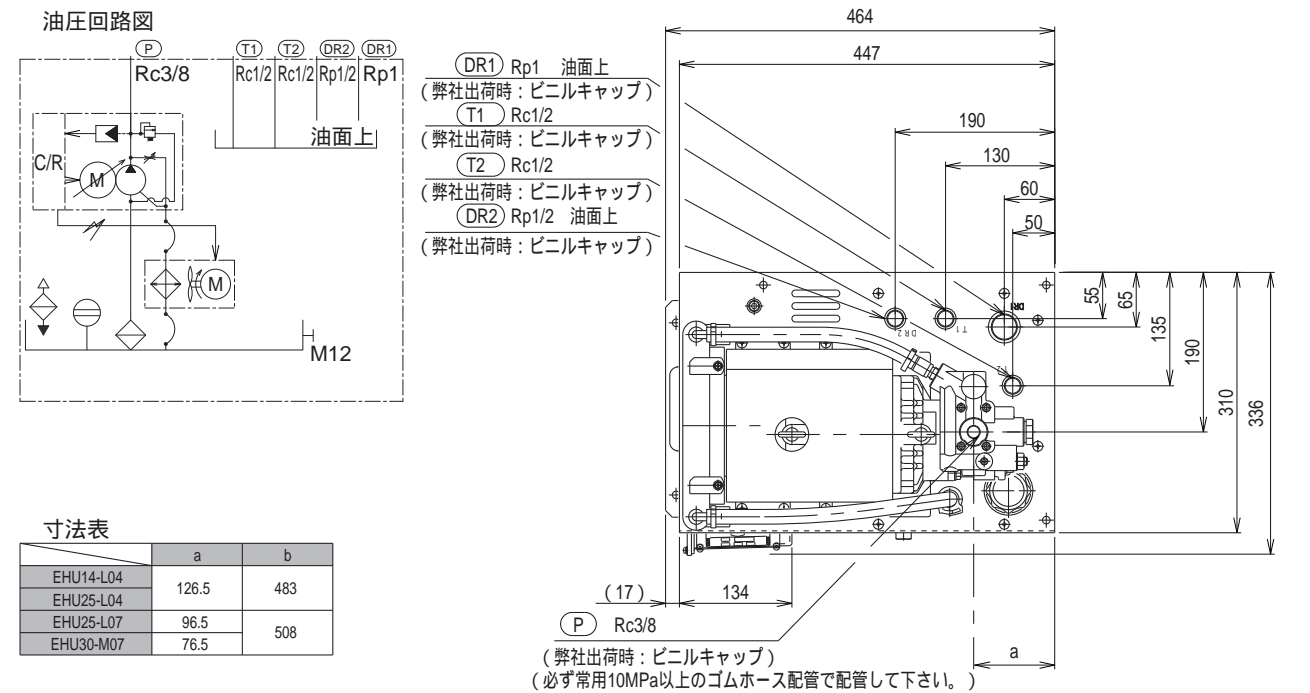 油圧回路図
P T1 T2 DR2 DR1
Rc3/8 Rc1/2 Rc1/2 Rp1/2 Rp1
油面上
C/R
M
M
M12
DR1 Rp1 油面上
(弊社出荷時:ビニルキャップ)
T1 Rc1/2
(弊社出荷時:ビニルキャップ)
T2 Rc1/2
(弊社出荷時:ビニルキャップ)
DR2 Rp1/2 油面上
(弊社出荷時:ビニルキャップ)
464
447
190
130
60
50
55
65
135
190
310
336
DR1
T1
DR2
(17)
134
a
P Rc3/8
(弊社出荷時:ビニルキャップ)
(必ず常用10MPa以上のゴムホース配管で配管して下さい。)
寸法表
a b
EHU14-L04 126.5 483
EHU25-L04
EHU25-L07 96.5 508
EHU30-M07 76.5